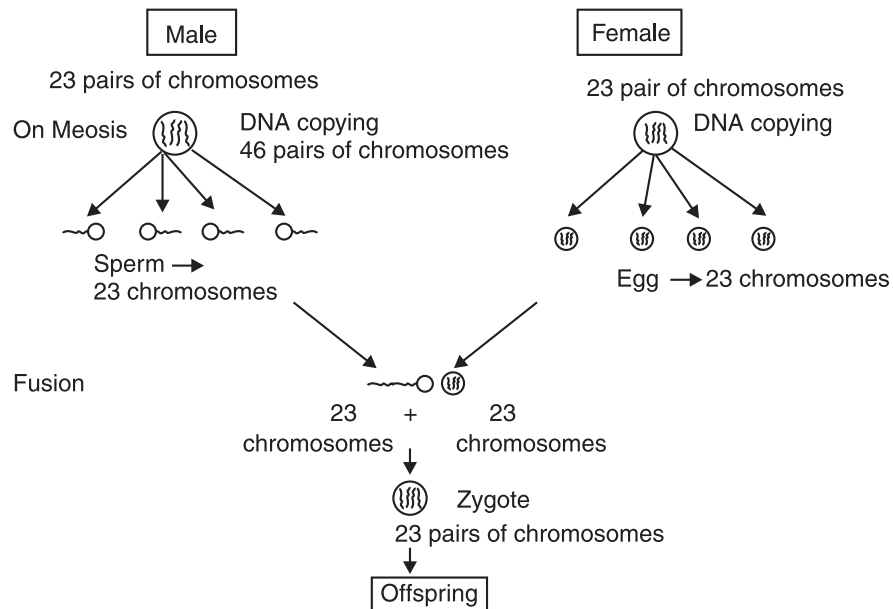 Male
Female
23 pairs of chromosomes
23 pair of chromosomes
On Meosis
DNA copying
46 pairs of chromosomes
DNA copying
Sperm →
23 chromosomes
Egg → 23 chromosomes
Fusion
23 + 23
chromosomes chromosomes
Zygote
23 pairs of chromosomes
Offspring